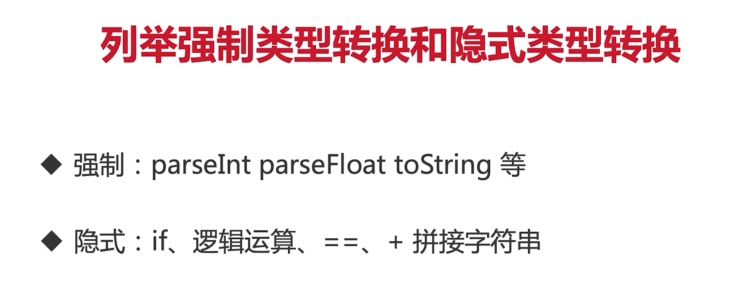 列举强制类型转换和隐式类型转换
◆ 强制：parseInt parseFloat toString 等
◆ 隐式：if、逻辑运算、==、+ 拼接字符串